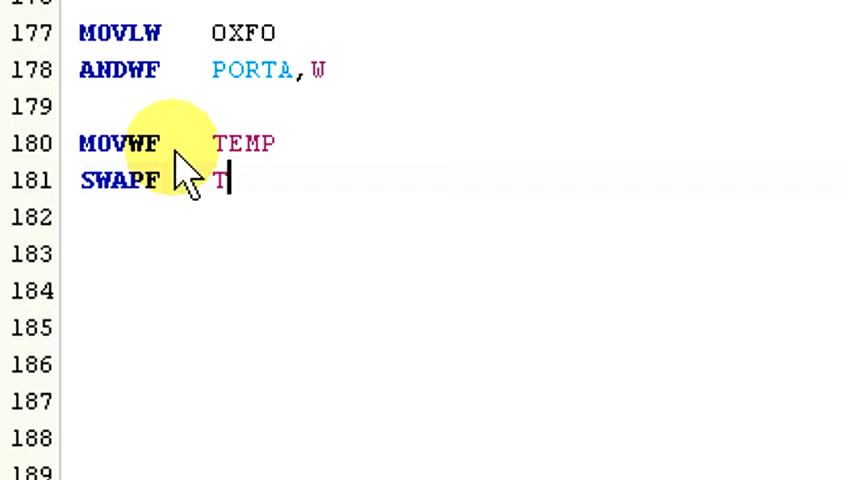 177 MOVLW OXFO
178 ANDWF PORTA,W
179
180 MOVWF TEMP
181 SWAPF T
182
183
184
185
186
187
188
189